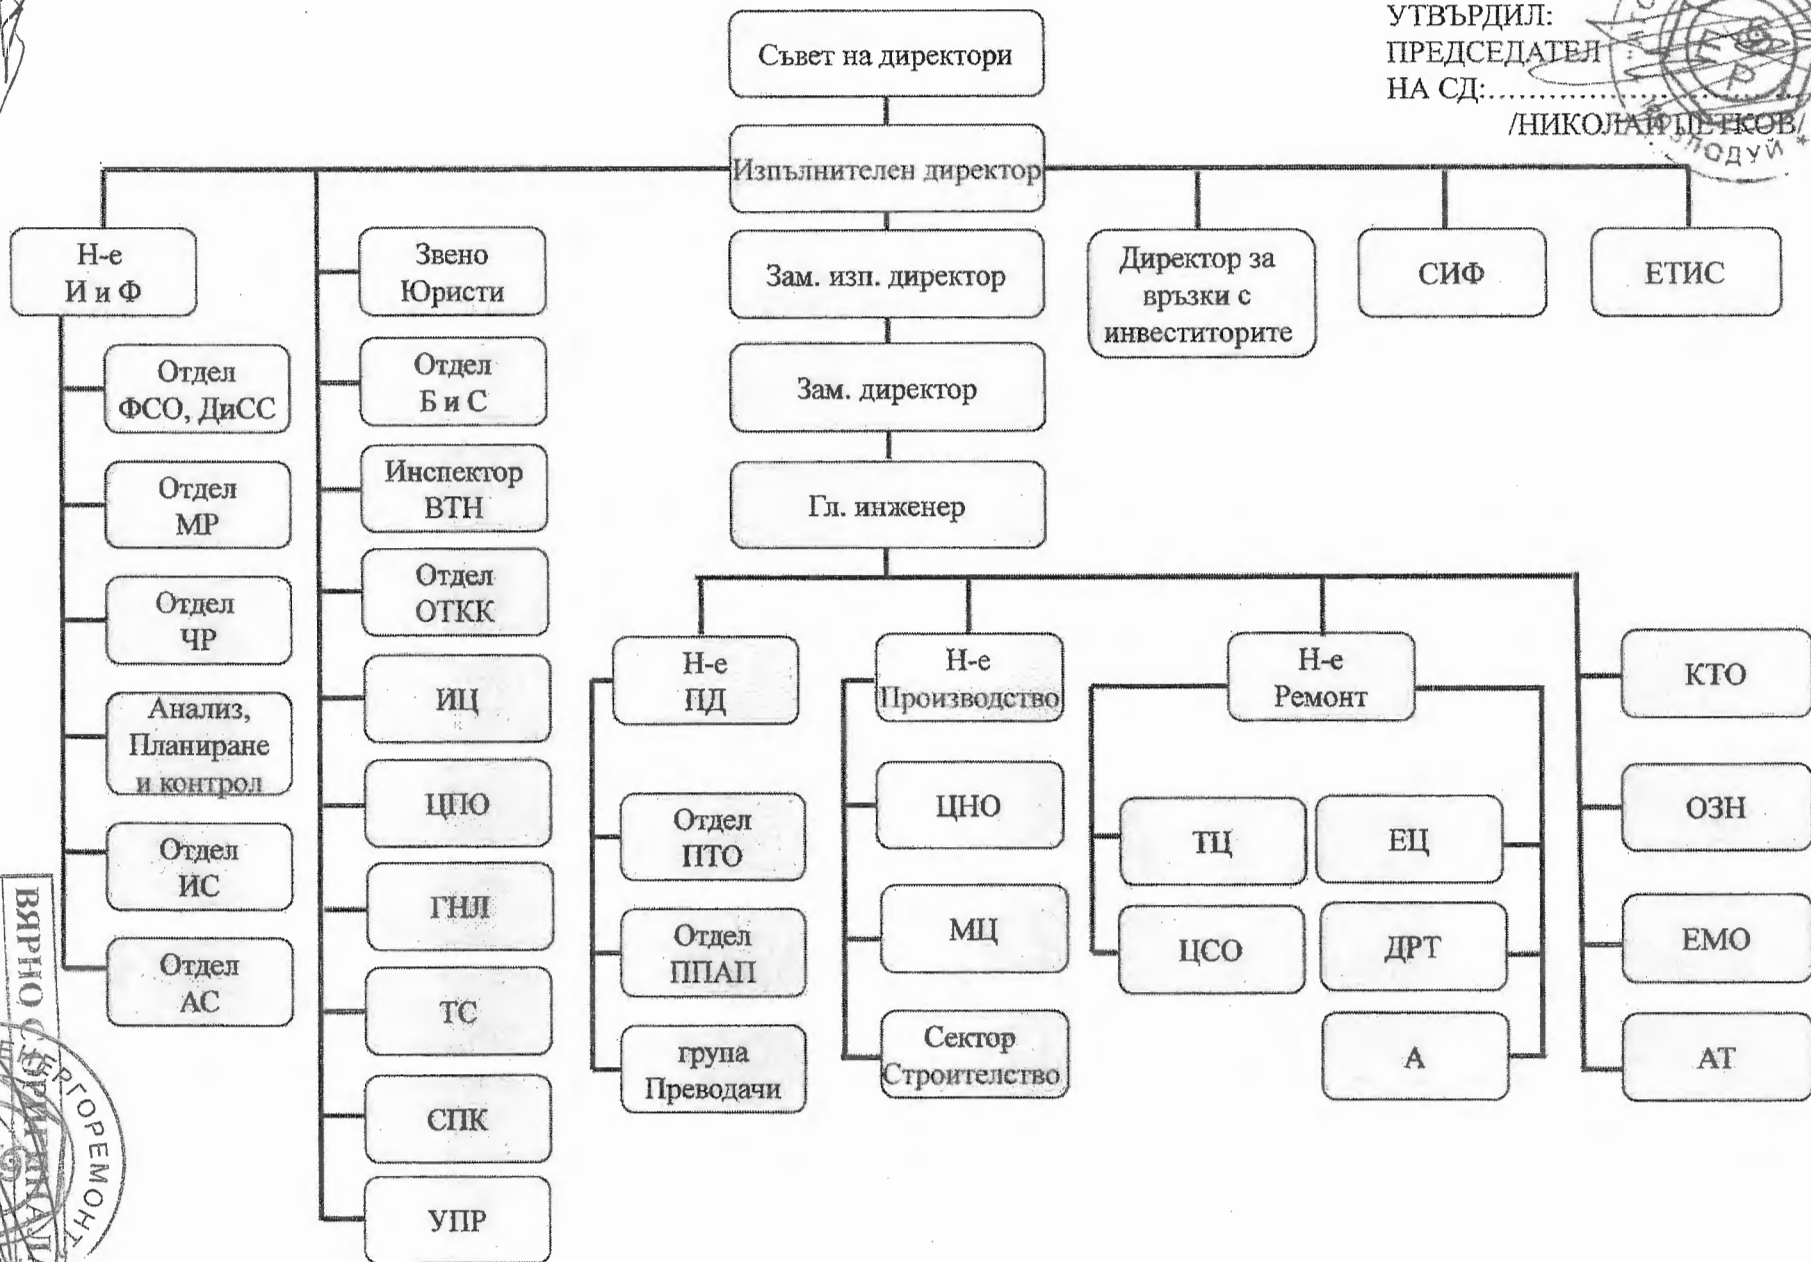 УТВЪРДИЛ:
ПРЕДСЕДАТЕЛ
НА СД:
/НИКОЛАЙ ПЕТКОВ/
Съвет на директори
Изпълнителен директор
Н-е
И и Ф
Звено
Юристи
Зам. изп. директор
Директор за
връзки с
инвеститорите
СИФ
ЕТИС
Отдел
ФСО, ДиСС
Отдел
МР
Отдел
ЧР
Анализ,
Планиране
и контрол
Отдел
ИС
Отдел
АС
Отдел
Б и С
Инспектор
ВТН
Отдел
ОТКК
ИЦ
ЦПО
ГНЛ
ТС
СПК
УПР
Зам. директор
Гл. инженер
Н-е
ПД
Отдел
ПТО
Отдел
ППАП
група
Преводачи
Н-е
Производство
ЦНО
МЦ
Сектор
Строителство
Н-е
Ремонт
ТЦ
ЦСО
ЕЦ
ДРТ
А
КТО
ОЗН
ЕМО
АТ
ВЯРНО С ОРИГИНАЛ
ЕНЕРГОРЕМОНТ